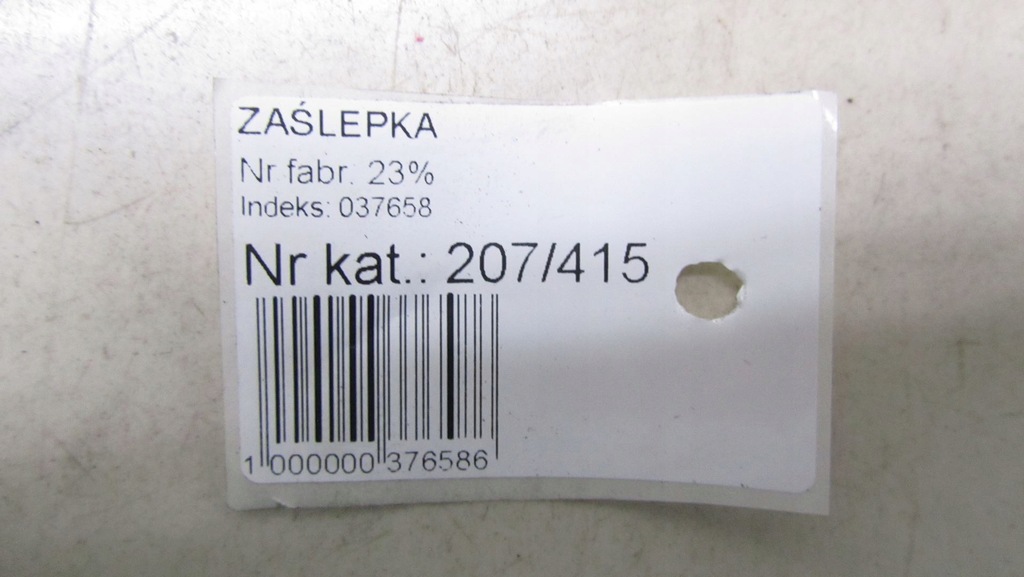 ZAŚLEPKA
Nr fabr. 23%
Indeks: 037658
Nr kat.: 207/415
1 000000 376586